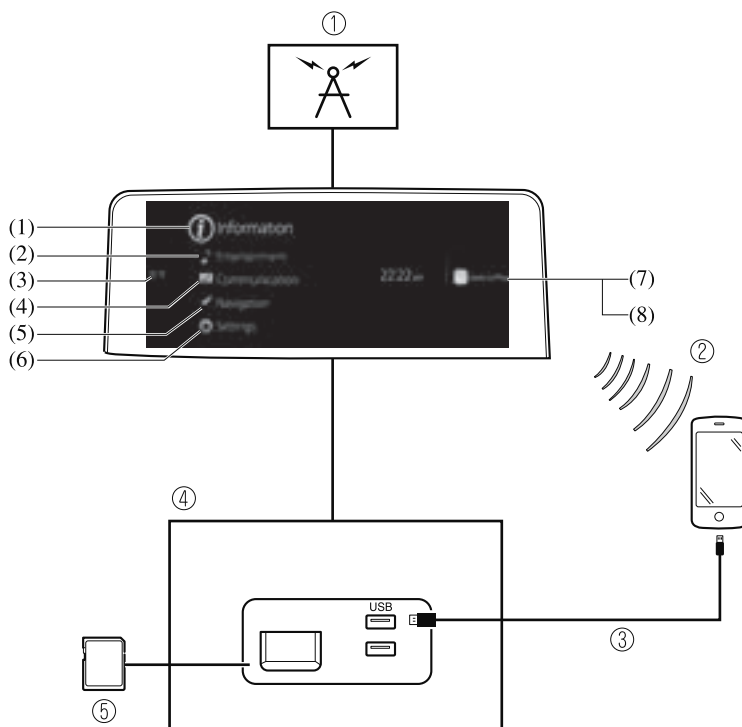 ①
(1)
Information
(2)
Entertainment
(3)
(4)
Communication
22:22
(7)
(5)
Navigation
(8)
(6)
Settings
②
④
USB
③
⑤